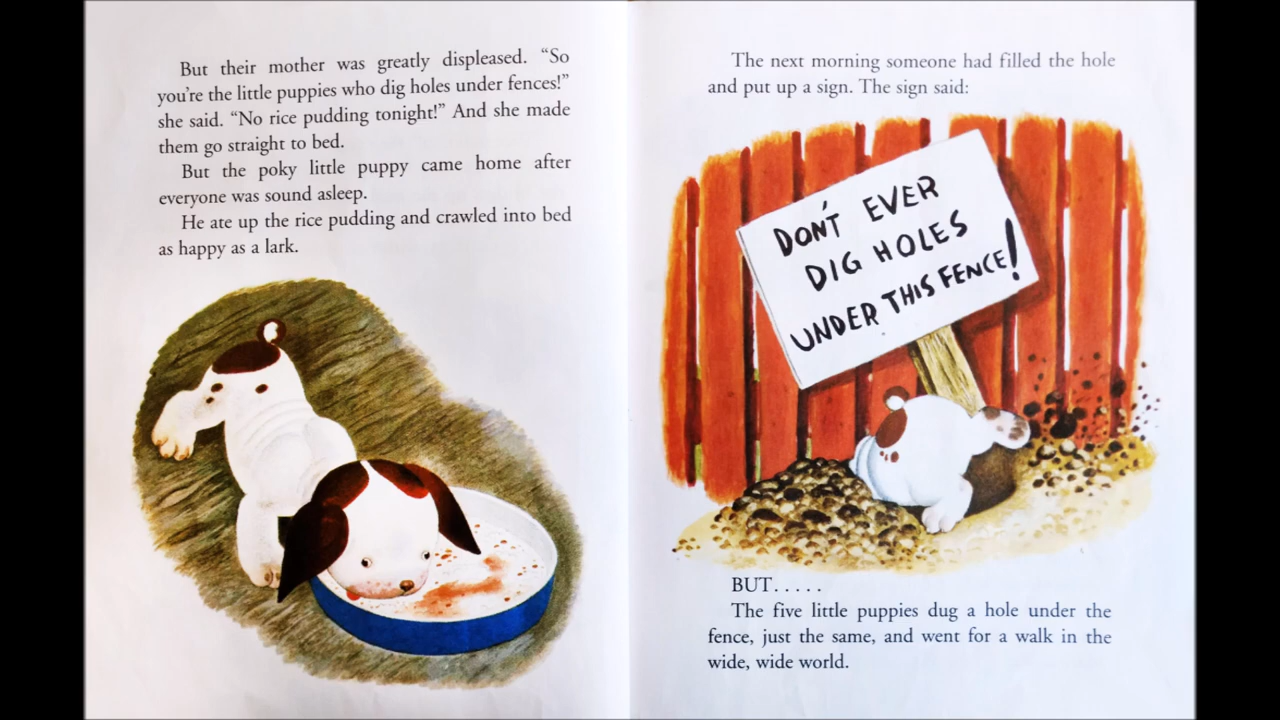 But their mother was greatly displeased. “So
you’re the little puppies who dig holes under fences!”
she said. “No rice pudding tonight!” And she made
them go straight to bed.
But the poky little puppy came home after
everyone was sound asleep.
He ate up the rice pudding and crawled into bed
as happy as a lark.
The next morning someone had filled the hole
and put up a sign. The sign said:
DON'T EVER
DIG HOLES
UNDER THIS FENCE!
BUT.....
The five little puppies dug a hole under the
fence, just the same, and went for a walk in the
wide, wide world.